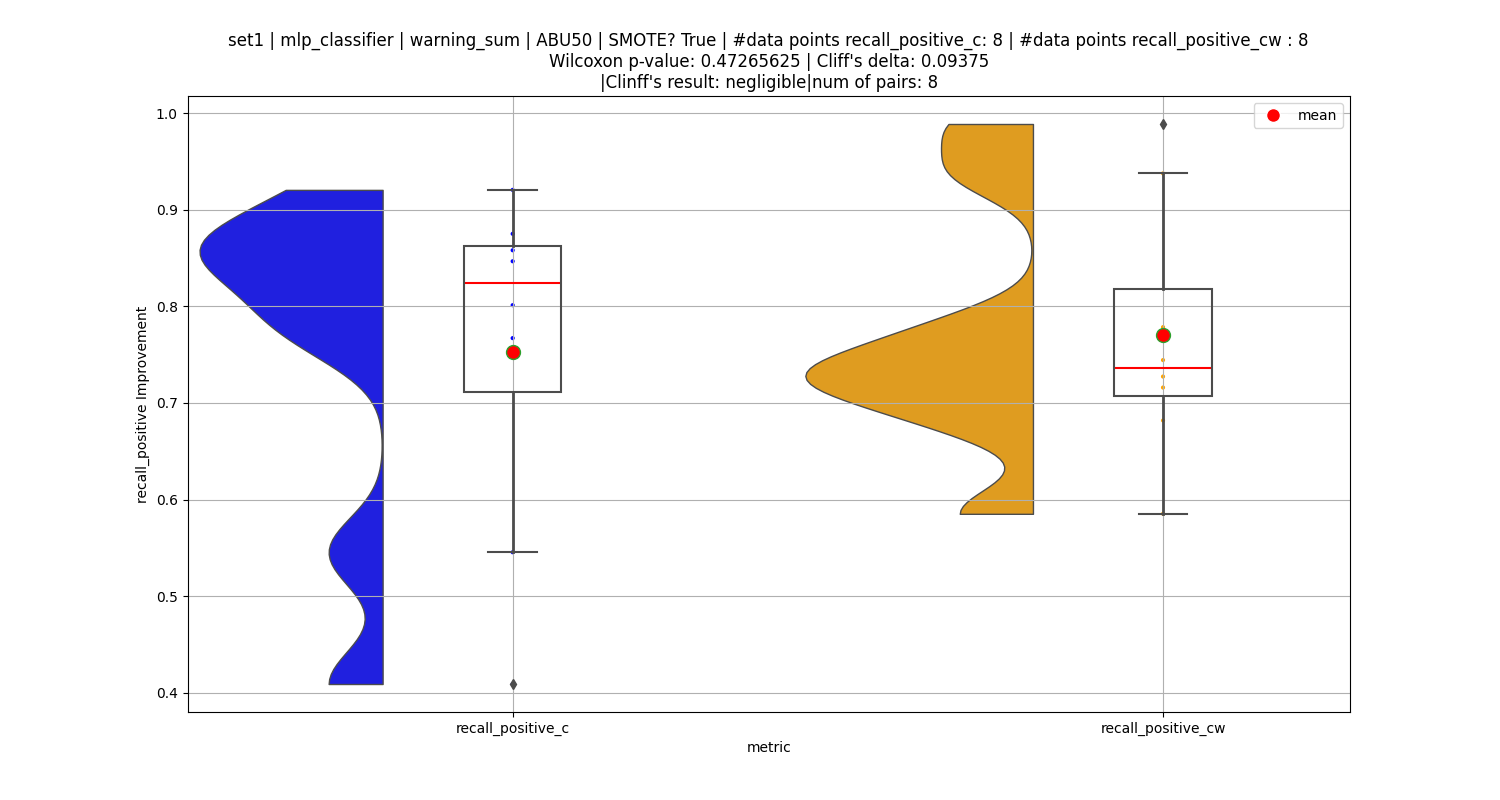 set1 | mlp_classifier | warning_sum | ABU50 | SMOTE? True | #data points recall_positive_c: 8 | #data points recall_positive_cw : 8
Wilcoxon p-value: 0.47265625 | Cliff's delta: 0.09375
|Clinff's result: negligible|num of pairs: 8
mean
1.0
0.9
0.8
0.7
0.6
0.5
0.4
recall_positive Improvement
recall_positive_c
recall_positive_cw
metric